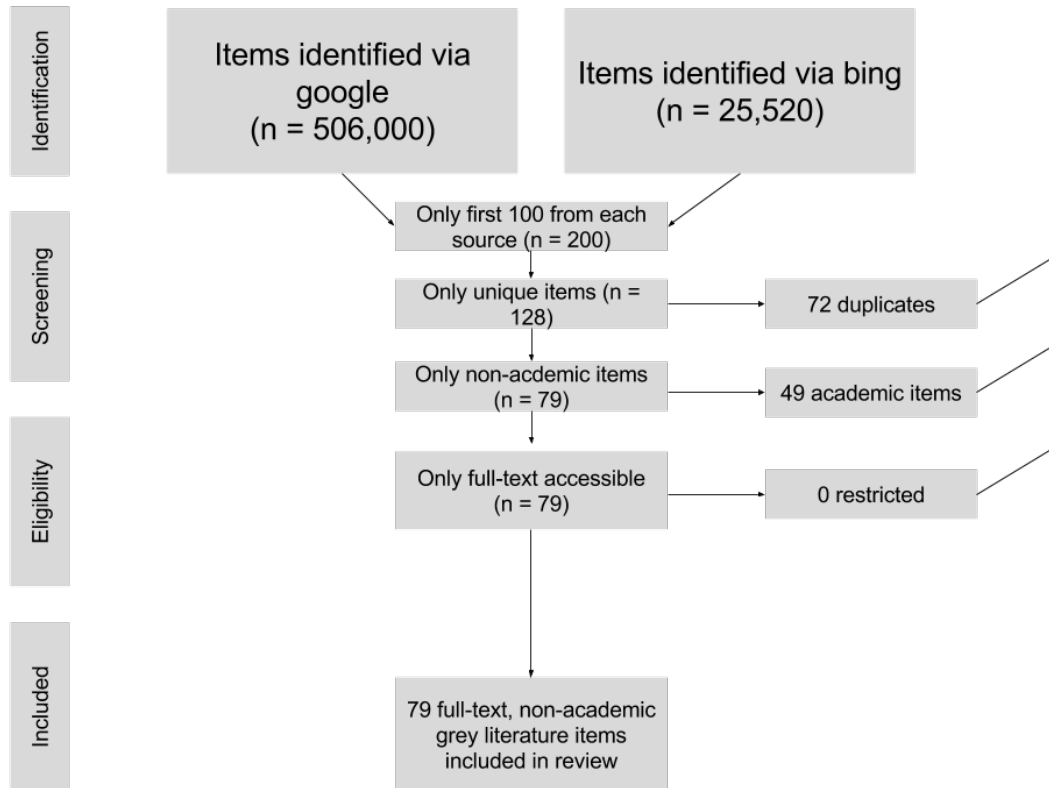 Identification
Items identified via
google
(n = 506,000)
Items identified via bing
(n = 25,520)
Screening
Only first 100 from each
source (n = 200)
Only unique items (n =
128)
72 duplicates
Only non-acdemic items
(n = 79)
49 academic items
Eligibility
Only full-text accessible
(n = 79)
0 restricted
Included
79 full-text, non-academic
grey literature items
included in review